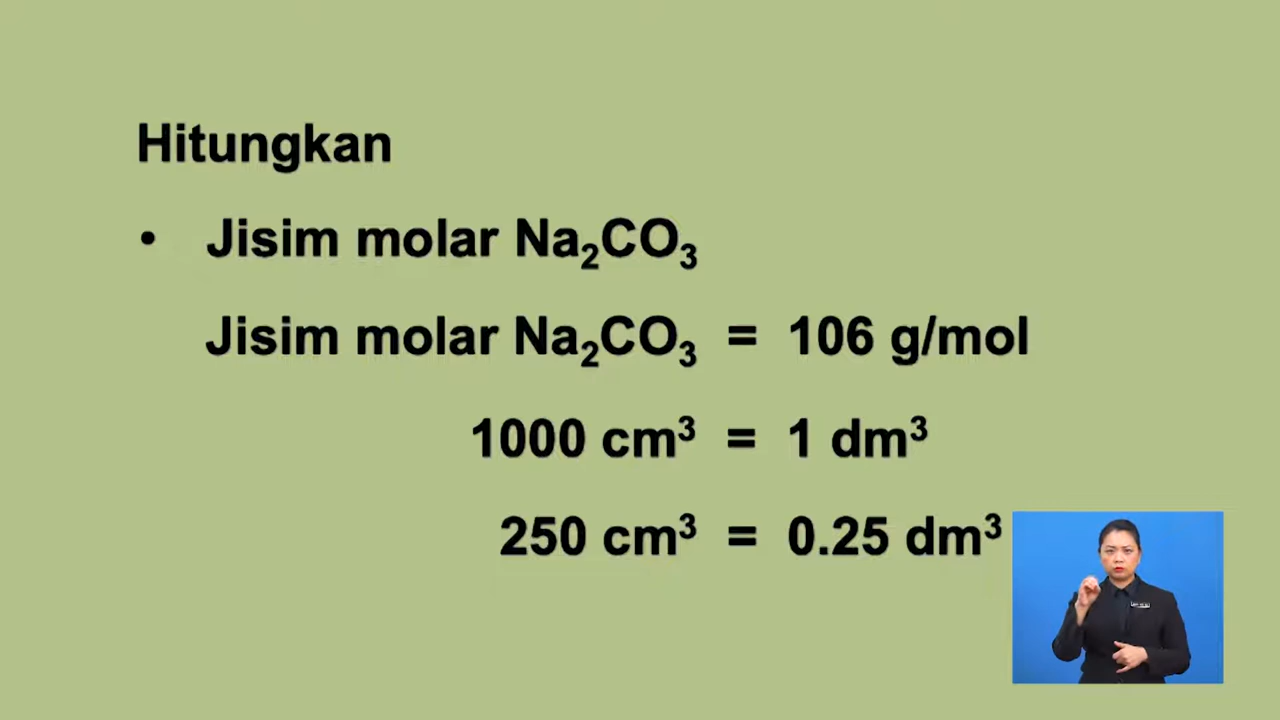 Hitungkan
• Jisim molar Na₂CO₃
Jisim molar Na₂CO₃ = 106 g/mol
1000 cm³ = 1 dm³
250 cm³ = 0.25 dm³